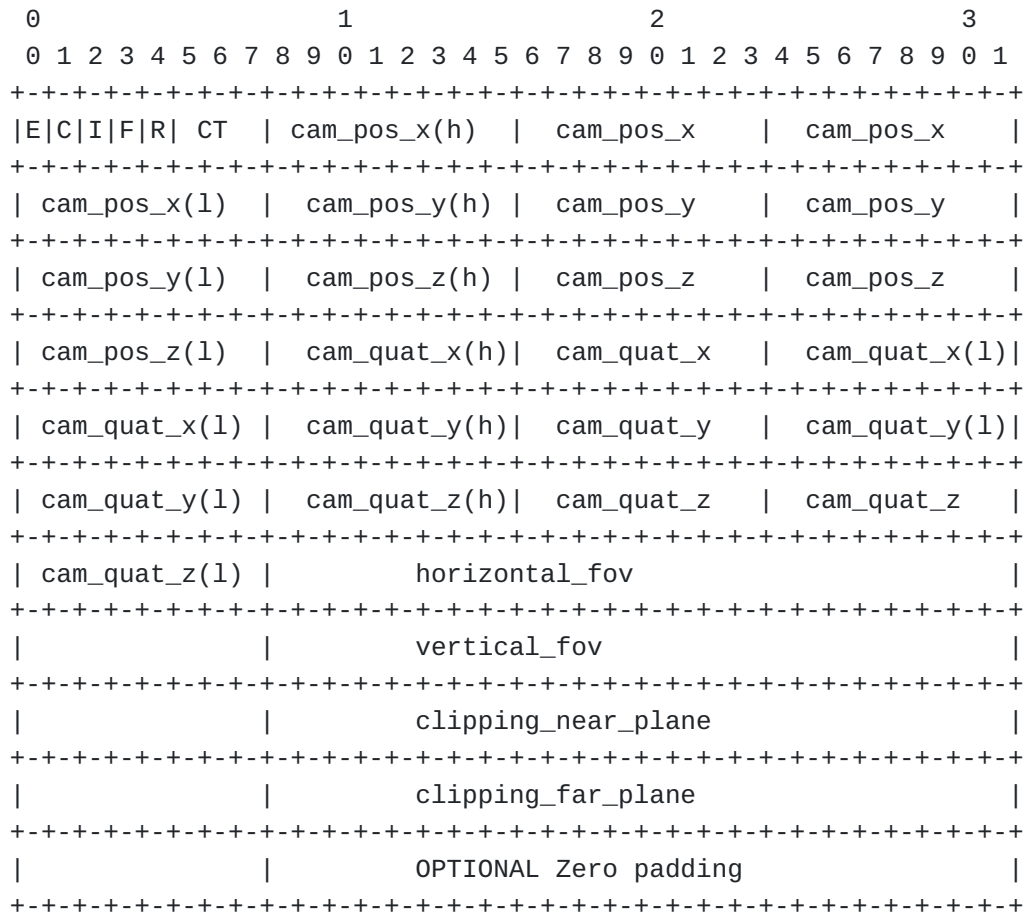 0                   1                   2                   3
 0 1 2 3 4 5 6 7 8 9 0 1 2 3 4 5 6 7 8 9 0 1 2 3 4 5 6 7 8 9 0 1
+-+-+-+-+-+-+-+-+-+-+-+-+-+-+-+-+-+-+-+-+-+-+-+-+-+-+-+-+-+-+-+-+
|E|C|I|F|R| CT  | cam_pos_x(h)  |  cam_pos_x    |  cam_pos_x    |
+-+-+-+-+-+-+-+-+-+-+-+-+-+-+-+-+-+-+-+-+-+-+-+-+-+-+-+-+-+-+-+-+
| cam_pos_x(l)  |  cam_pos_y(h) |  cam_pos_y    |  cam_pos_y    |
+-+-+-+-+-+-+-+-+-+-+-+-+-+-+-+-+-+-+-+-+-+-+-+-+-+-+-+-+-+-+-+-+
| cam_pos_y(l)  |  cam_pos_z(h) |  cam_pos_z    |  cam_pos_z    |
+-+-+-+-+-+-+-+-+-+-+-+-+-+-+-+-+-+-+-+-+-+-+-+-+-+-+-+-+-+-+-+-+
| cam_pos_z(l)  |  cam_quat_x(h)|  cam_quat_x   |  cam_quat_x(l)|
+-+-+-+-+-+-+-+-+-+-+-+-+-+-+-+-+-+-+-+-+-+-+-+-+-+-+-+-+-+-+-+-+
| cam_quat_x(l) |  cam_quat_y(h)|  cam_quat_y   |  cam_quat_y(l)|
+-+-+-+-+-+-+-+-+-+-+-+-+-+-+-+-+-+-+-+-+-+-+-+-+-+-+-+-+-+-+-+-+
| cam_quat_y(l) |  cam_quat_z(h)|  cam_quat_z   |  cam_quat_z   |
+-+-+-+-+-+-+-+-+-+-+-+-+-+-+-+-+-+-+-+-+-+-+-+-+-+-+-+-+-+-+-+-+
| cam_quat_z(l) |         horizontal_fov                        |
+-+-+-+-+-+-+-+-+-+-+-+-+-+-+-+-+-+-+-+-+-+-+-+-+-+-+-+-+-+-+-+-+
|               |         vertical_fov                          |
+-+-+-+-+-+-+-+-+-+-+-+-+-+-+-+-+-+-+-+-+-+-+-+-+-+-+-+-+-+-+-+-+
|               |         clipping_near_plane                   |
+-+-+-+-+-+-+-+-+-+-+-+-+-+-+-+-+-+-+-+-+-+-+-+-+-+-+-+-+-+-+-+-+
|               |         clipping_far_plane                    |
+-+-+-+-+-+-+-+-+-+-+-+-+-+-+-+-+-+-+-+-+-+-+-+-+-+-+-+-+-+-+-+-+
|               |         OPTIONAL Zero padding                 |
+-+-+-+-+-+-+-+-+-+-+-+-+-+-+-+-+-+-+-+-+-+-+-+-+-+-+-+-+-+-+-+-+